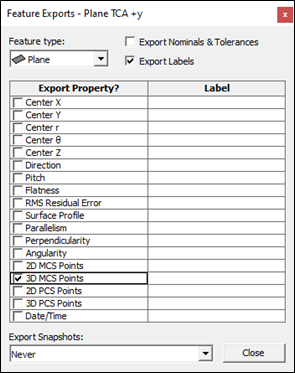 Feature Exports - Plane TCA +y
x
Feature type:
Export Nominals & Tolerances
Plane
Export Labels
Export Property? Label
Center X
Center Y
Center r
Center θ
Center Z
Direction
Pitch
Flatness
RMS Residual Error
Surface Profile
Parallelism
Perpendicularity
Angularity
2D MCS Points
3D MCS Points
2D PCS Points
3D PCS Points
Date/Time
Export Snapshots:
Never
Close